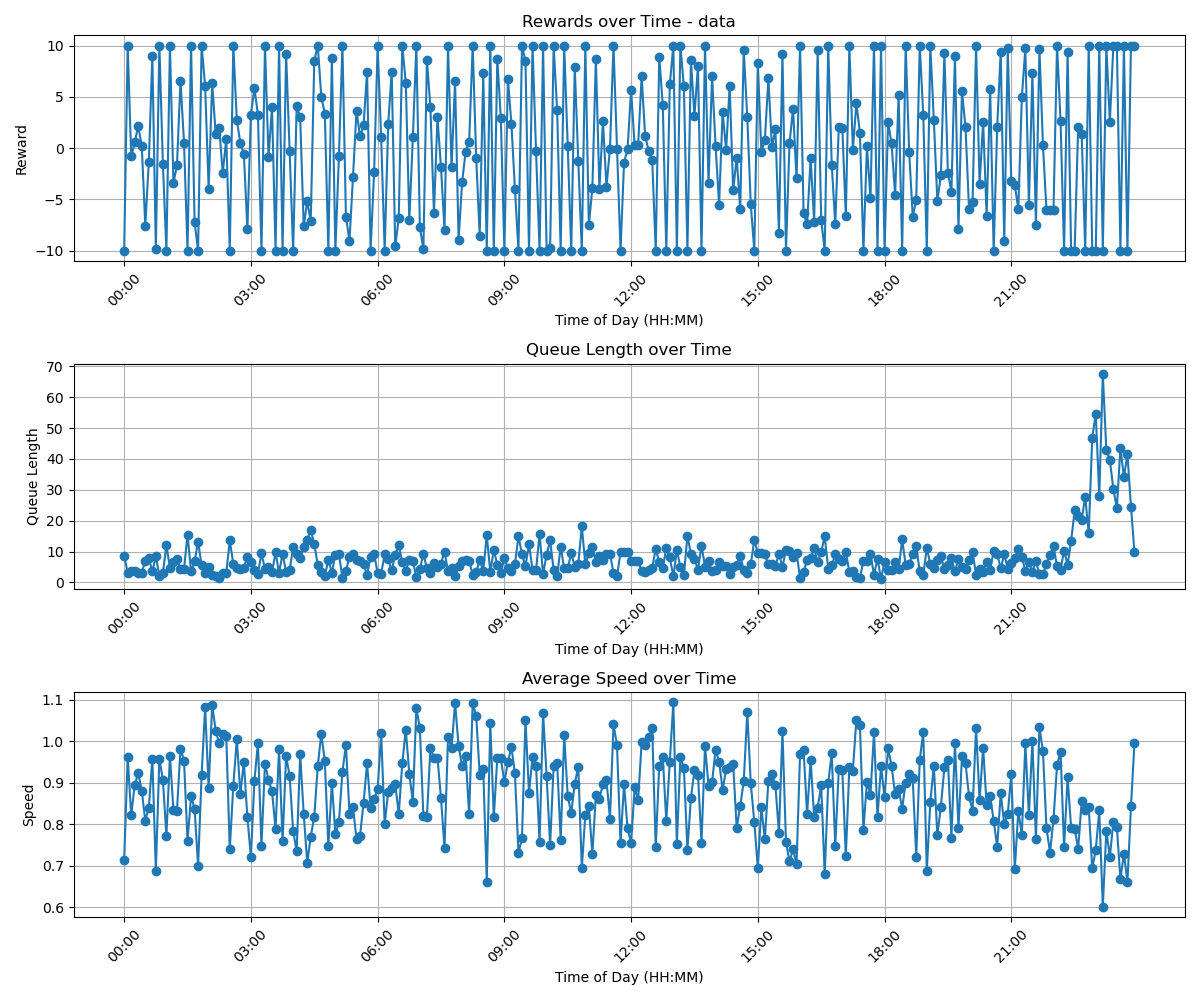 Rewards over Time - data
10
5
0
−5
−10
Reward
00:00 03:00 06:00 09:00 12:00 15:00 18:00 21:00
Time of Day (HH:MM)
Queue Length over Time
70
60
50
40
30
20
10
0
Queue Length
00:00 03:00 06:00 09:00 12:00 15:00 18:00 21:00
Time of Day (HH:MM)
Average Speed over Time
1.1
1.0
0.9
0.8
0.7
0.6
Speed
00:00 03:00 06:00 09:00 12:00 15:00 18:00 21:00
Time of Day (HH:MM)